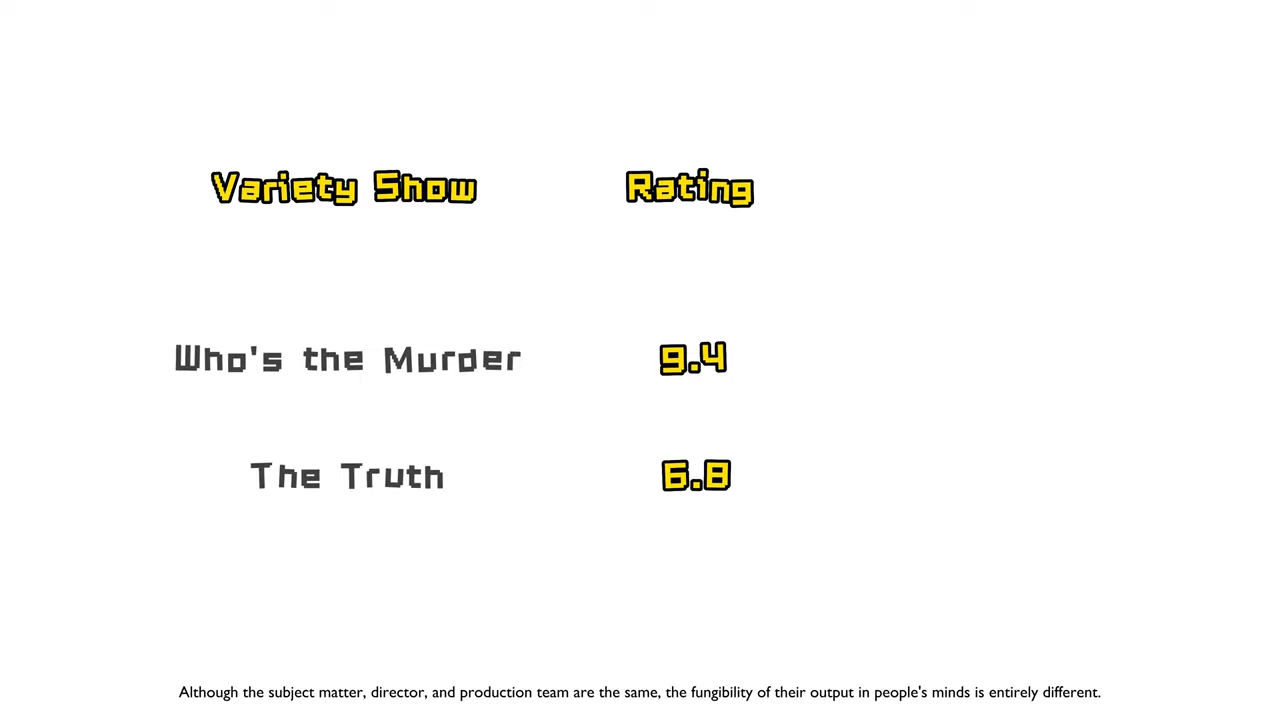 Variety Show Rating
Who's the Murder 9.4
The Truth 6.8
Although the subject matter, director, and production team are the same, the fungibility of their output in people's minds is entirely different.